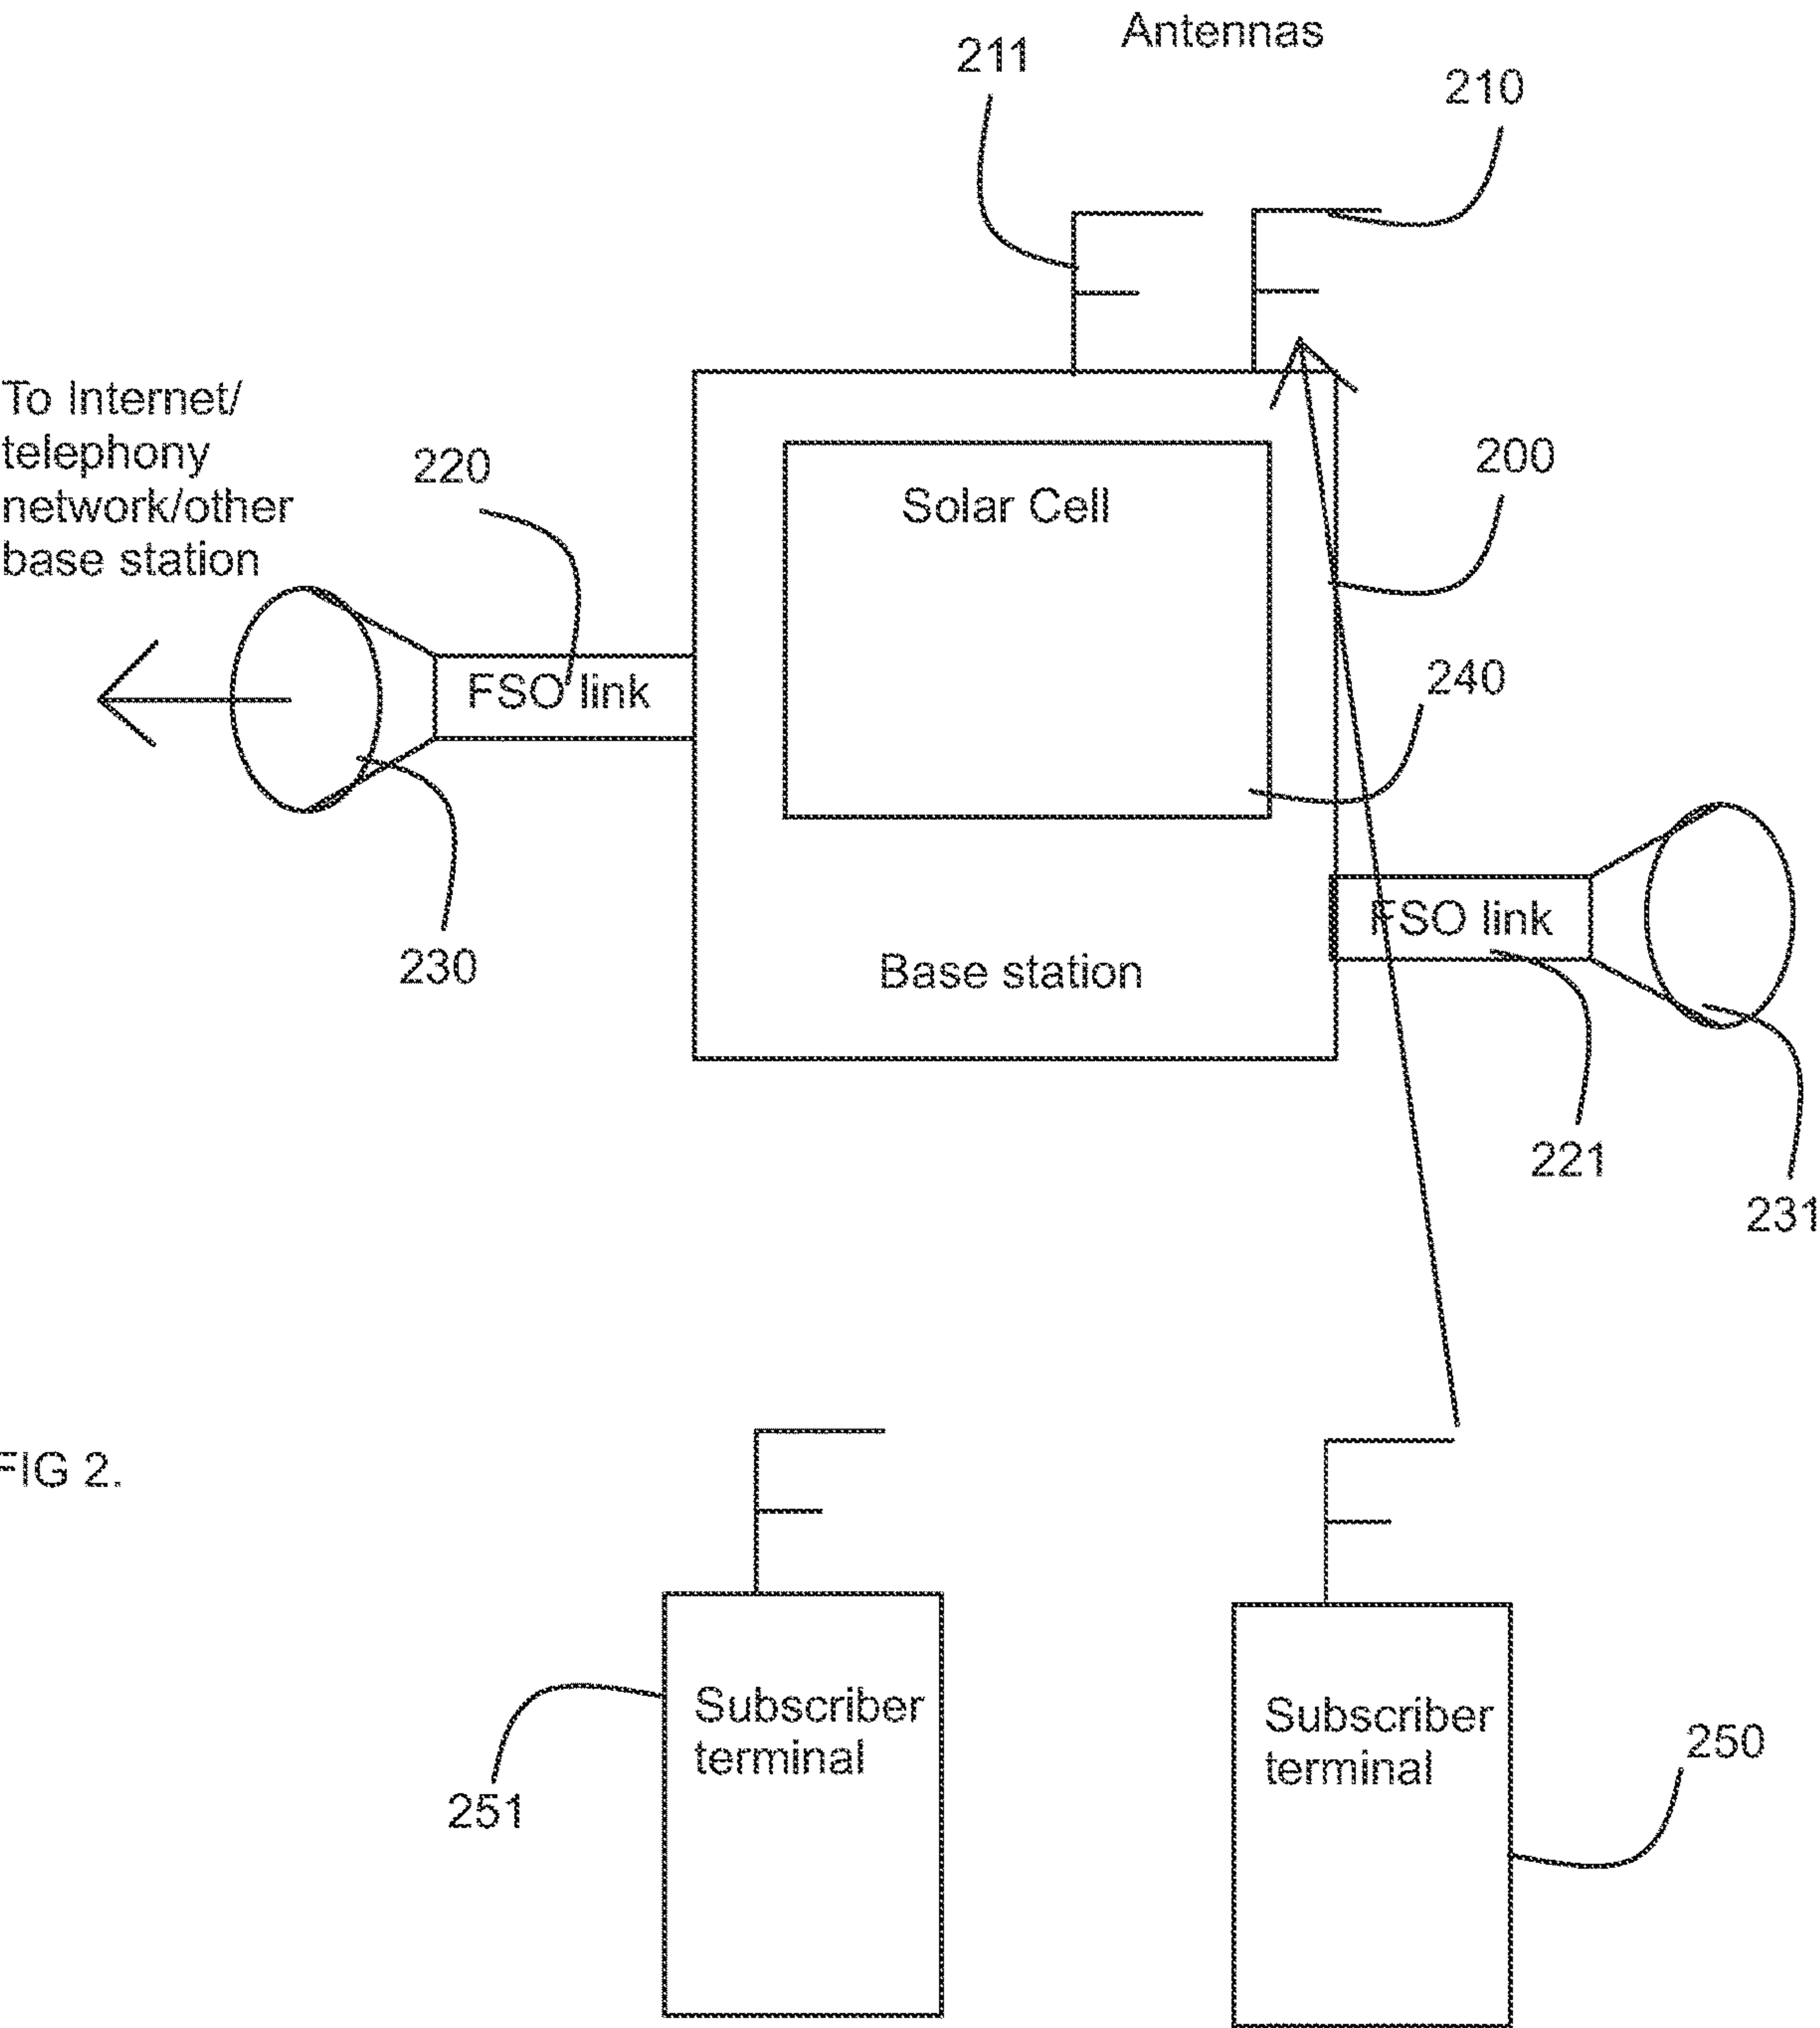 Antennas
211
210
To Internet/
telephony
network/other
base station
220
Solar Cell
200
FSO link
240
230
FSO link
Base station
221
231
FIG 2.
Subscriber
terminal
Subscriber
terminal
250
251